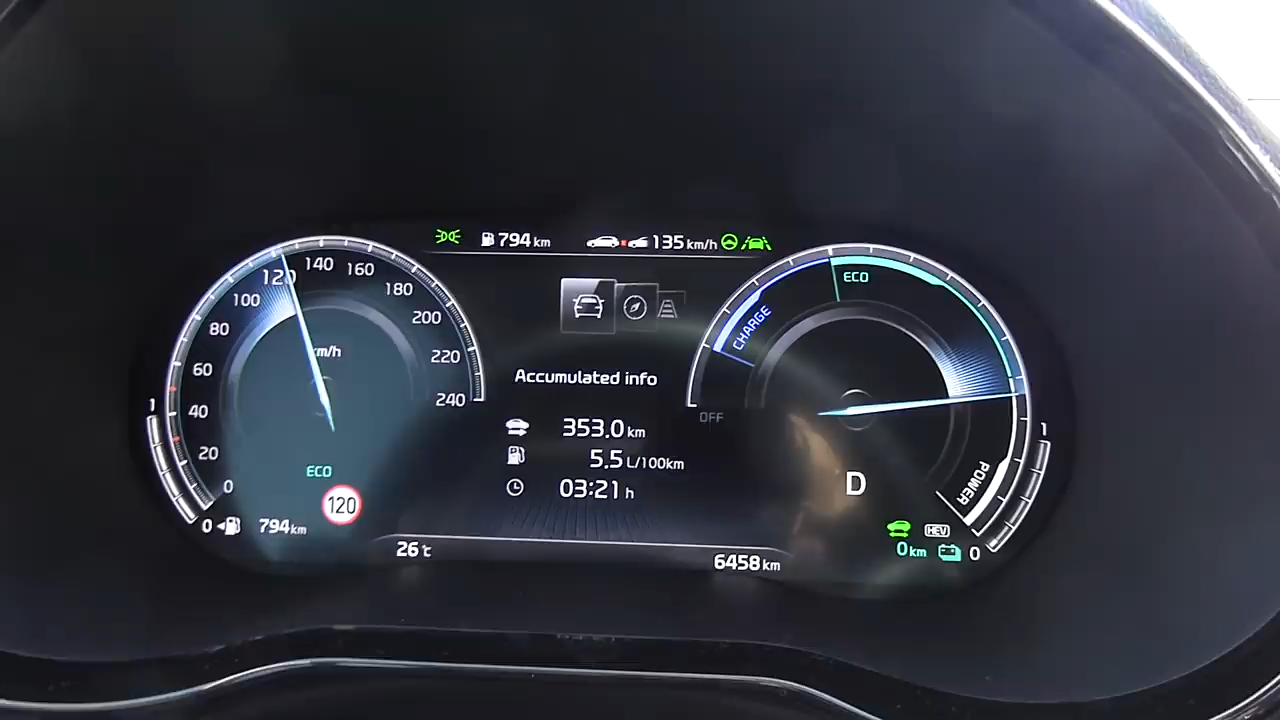 794 km
135 km/h
0
20
40
60
80
100
120
140
160
180
200
220
240
km/h
ECO
120
1
0
794 km
Accumulated info
353.0 km
5.5 L/100km
03:21 h
26 ℃
6458 km
OFF
CHARGE
ECO
POWER
D
HEV
0 km
1
0